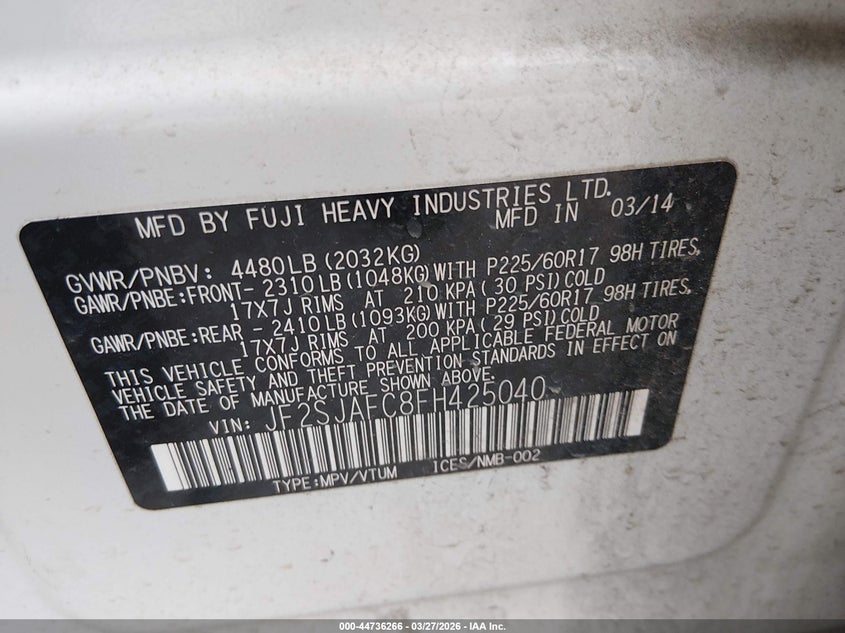 MFD BY FUJI HEAVY INDUSTRIES LTD.
MFD IN 03/14
GVWR/PNBV: 4480LB (2032KG)
GAWR/PNBE:FRONT- 2310LB (1048KG) WITH P225/60R17 98H TIRES,
17X7J RIMS AT 210 KPA ( 30 PSI) COLD
GAWR/PNBE:REAR - 2410LB (1093KG) WITH P225/60R17 98H TIRES,
17X7J RIMS AT 200 KPA ( 29 PSI) COLD
THIS VEHICLE CONFORMS TO ALL APPLICABLE FEDERAL MOTOR
VEHICLE SAFETY AND THEFT PREVENTION STANDARDS IN EFFECT ON
THE DATE OF MANUFACTURE SHOWN ABOVE.
VIN: JF2SJAFC8FH425040
TYPE:MPV/VTUM ICES/NMB-002
000-44736266 — 03/27/2026 — IAA Inc.